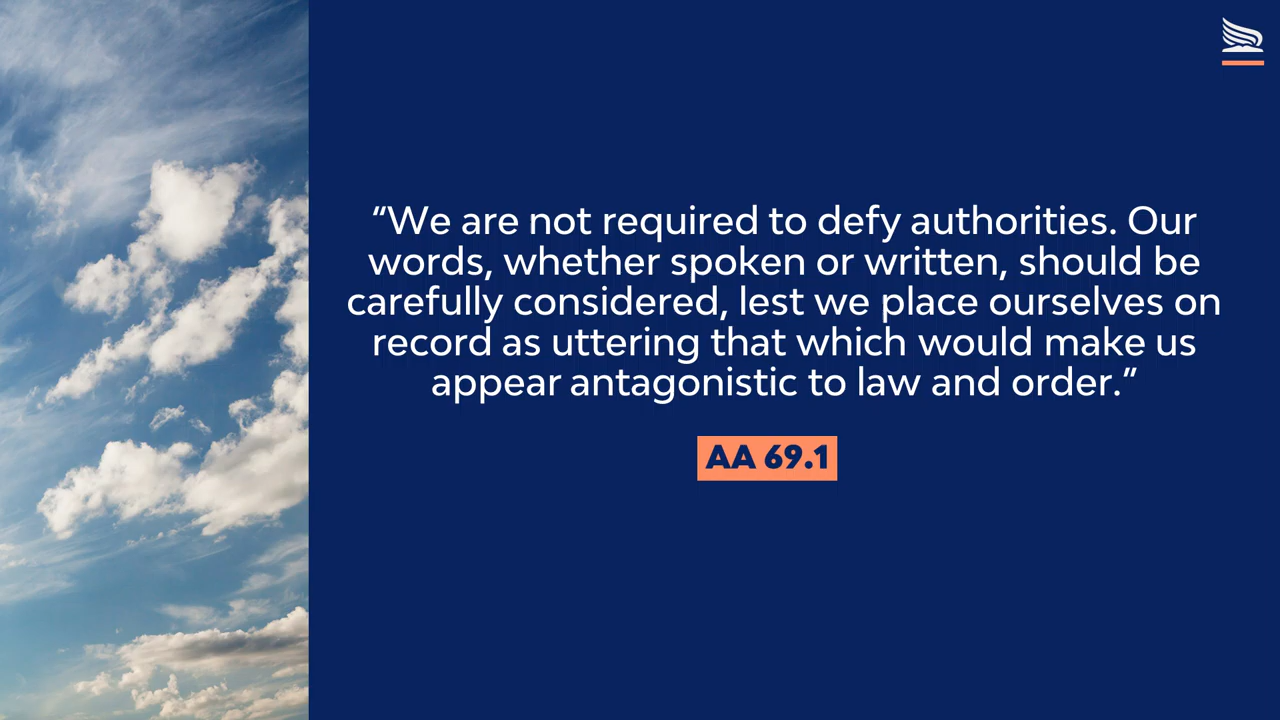 “We are not required to defy authorities. Our
words, whether spoken or written, should be
carefully considered, lest we place ourselves on
record as uttering that which would make us
appear antagonistic to law and order.”
AA 69.1